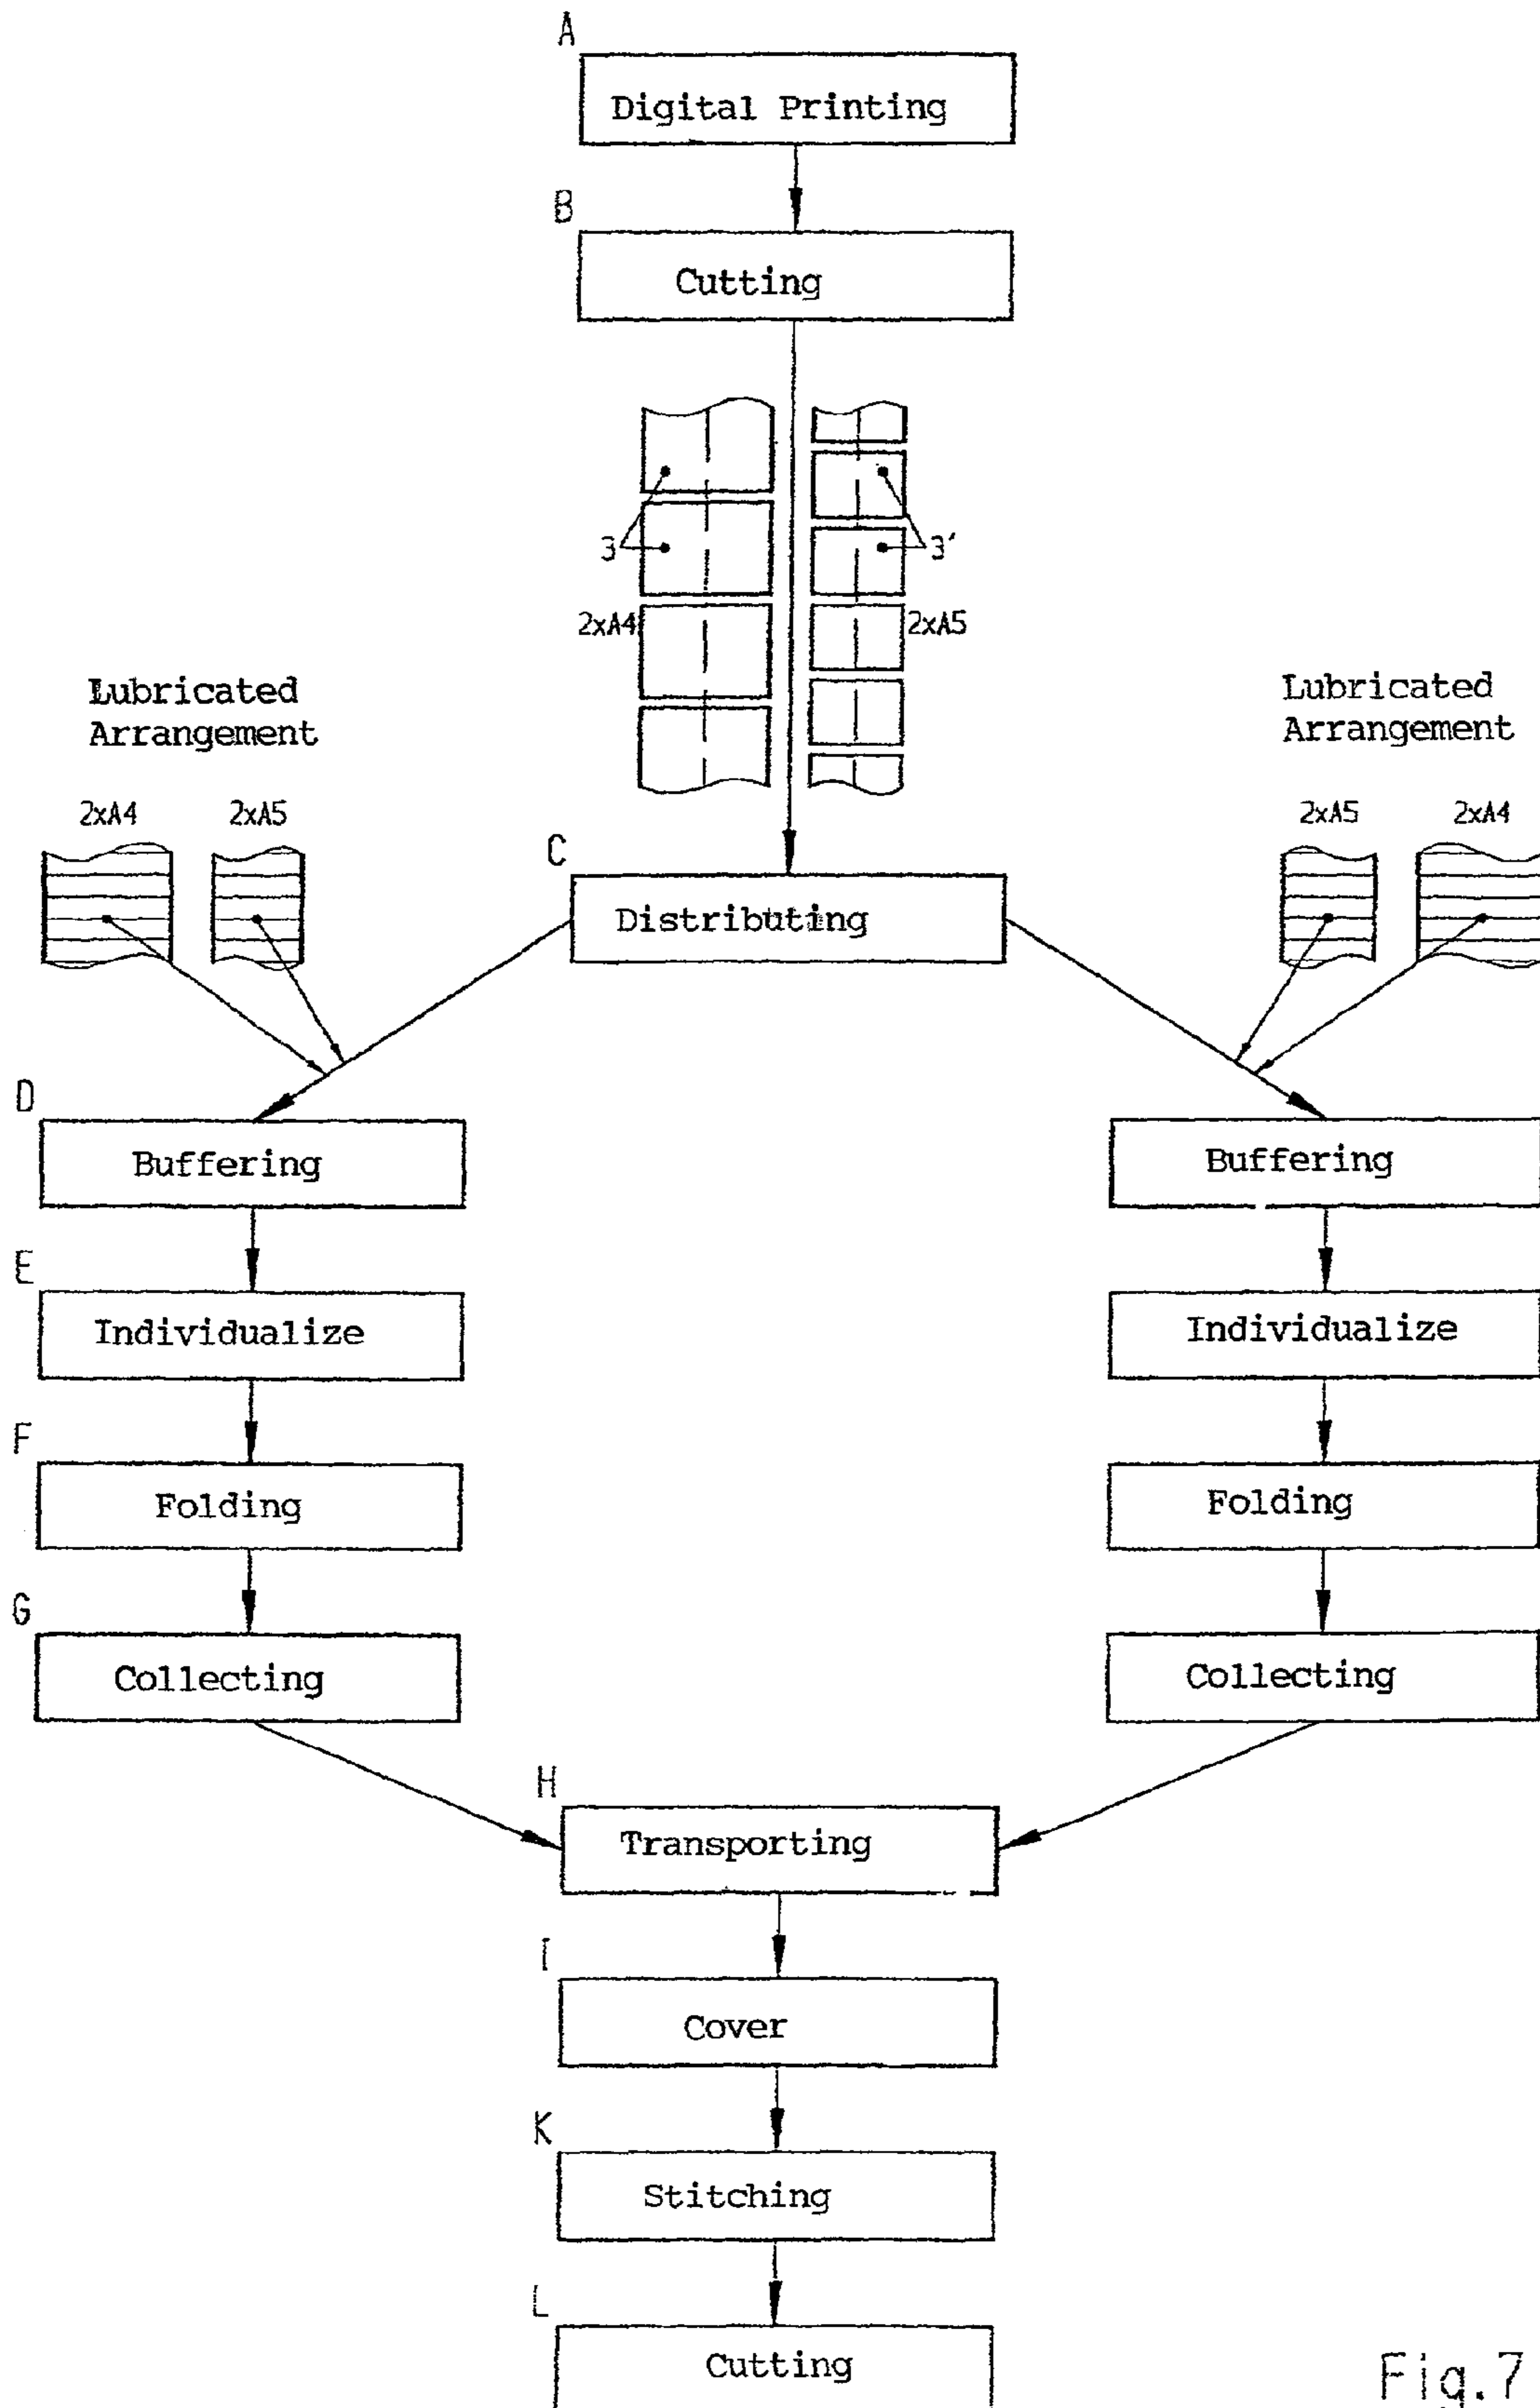 A
Digital Printing
B
Cutting
3
3′
2xA4
2xA5
Lubricated
Arrangement
2xA4
2xA5
Lubricated
Arrangement
2xA5
2xA4
C
Distributing
D
Buffering
Buffering
E
Individualize
Individualize
F
Folding
Folding
G
Collecting
Collecting
H
Transporting
I
Cover
K
Stitching
L
Cutting
Fig.7